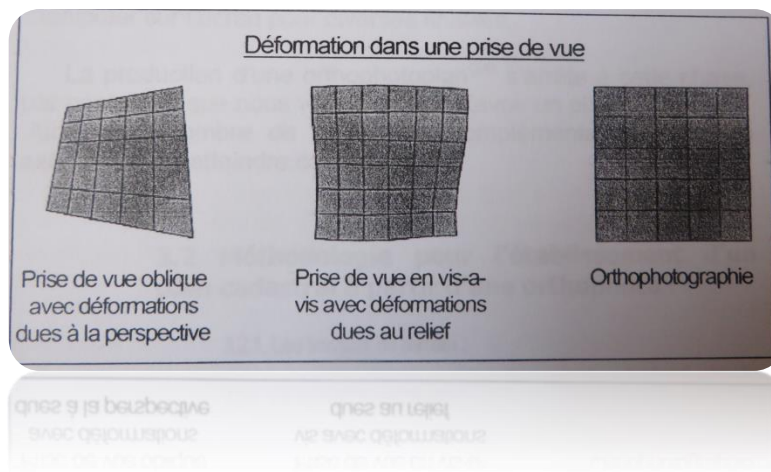 Déformation dans une prise de vue
Prise de vue oblique
avec déformations
dues à la perspective
Prise de vue en vis-a-
vis avec déformations
dues au relief
Orthophotographie